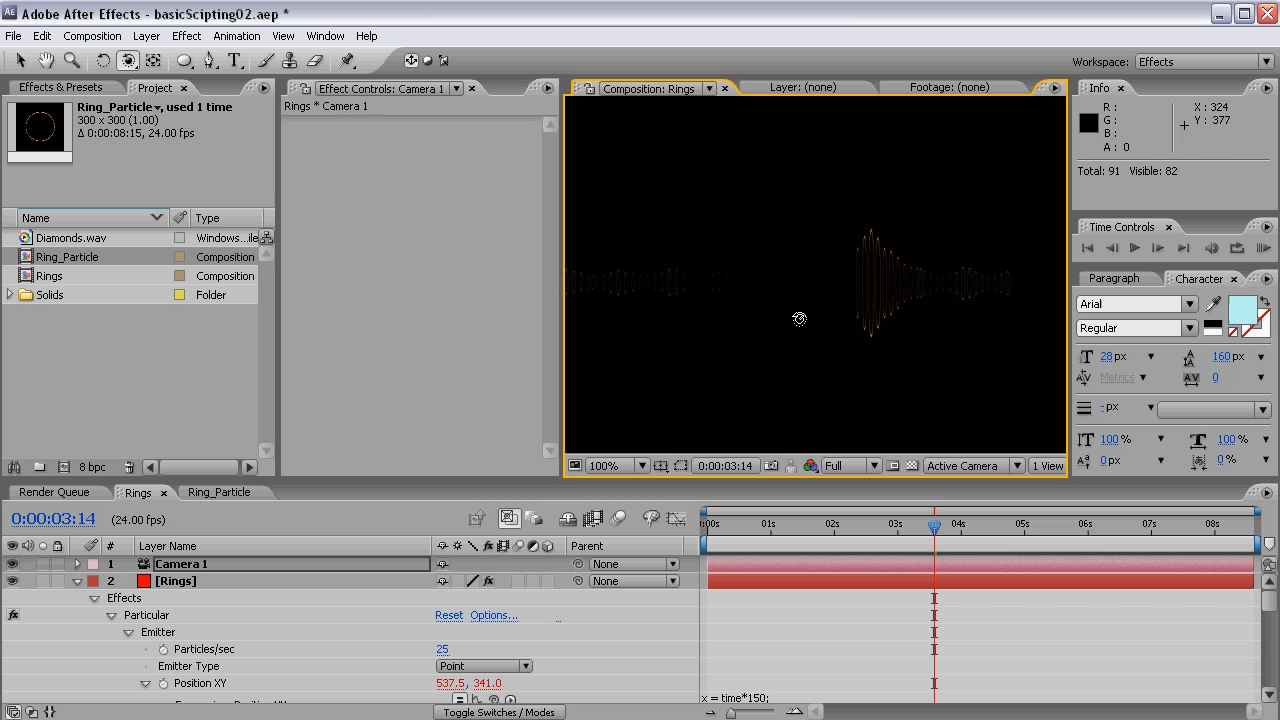 Adobe After Effects - basicScipting02.aep *
File Edit Composition Layer Effect Animation View Window Help
Workspace: Effects
Effects & Presets Project
Ring_Particle, used 1 time
300 x 300 (1.00)
Δ 0:00:08:15, 24.00 fps
Name Type
Diamonds.wav Windows...ile
Ring_Particle Composition
Rings Composition
Solids Folder
8 bpc
Effect Controls: Camera 1
Rings * Camera 1
Composition: Rings Layer: (none) Footage: (none)
100% 0:00:03:14 Full Active Camera 1 View
Info
R : X : 324
G : Y : 377
B :
A : 0
Total: 91 Visible: 82
Time Controls
Paragraph Character
Arial
Regular
28 px 160 px
Metrics 0
- px
100 % 100 %
0 px 0 %
Render Queue Rings Ring_Particle
0:00:03:14 (24.00 fps)
:00s 01s 02s 03s 04s 05s 06s 07s 08s
# Layer Name Parent
1 Camera 1 None
2 [Rings] None
Effects
Particular Reset Options... ..
Emitter
Particles/sec 25
Emitter Type Point
Position XY 537.5, 341.0
x = time*150;
Toggle Switches / Modes